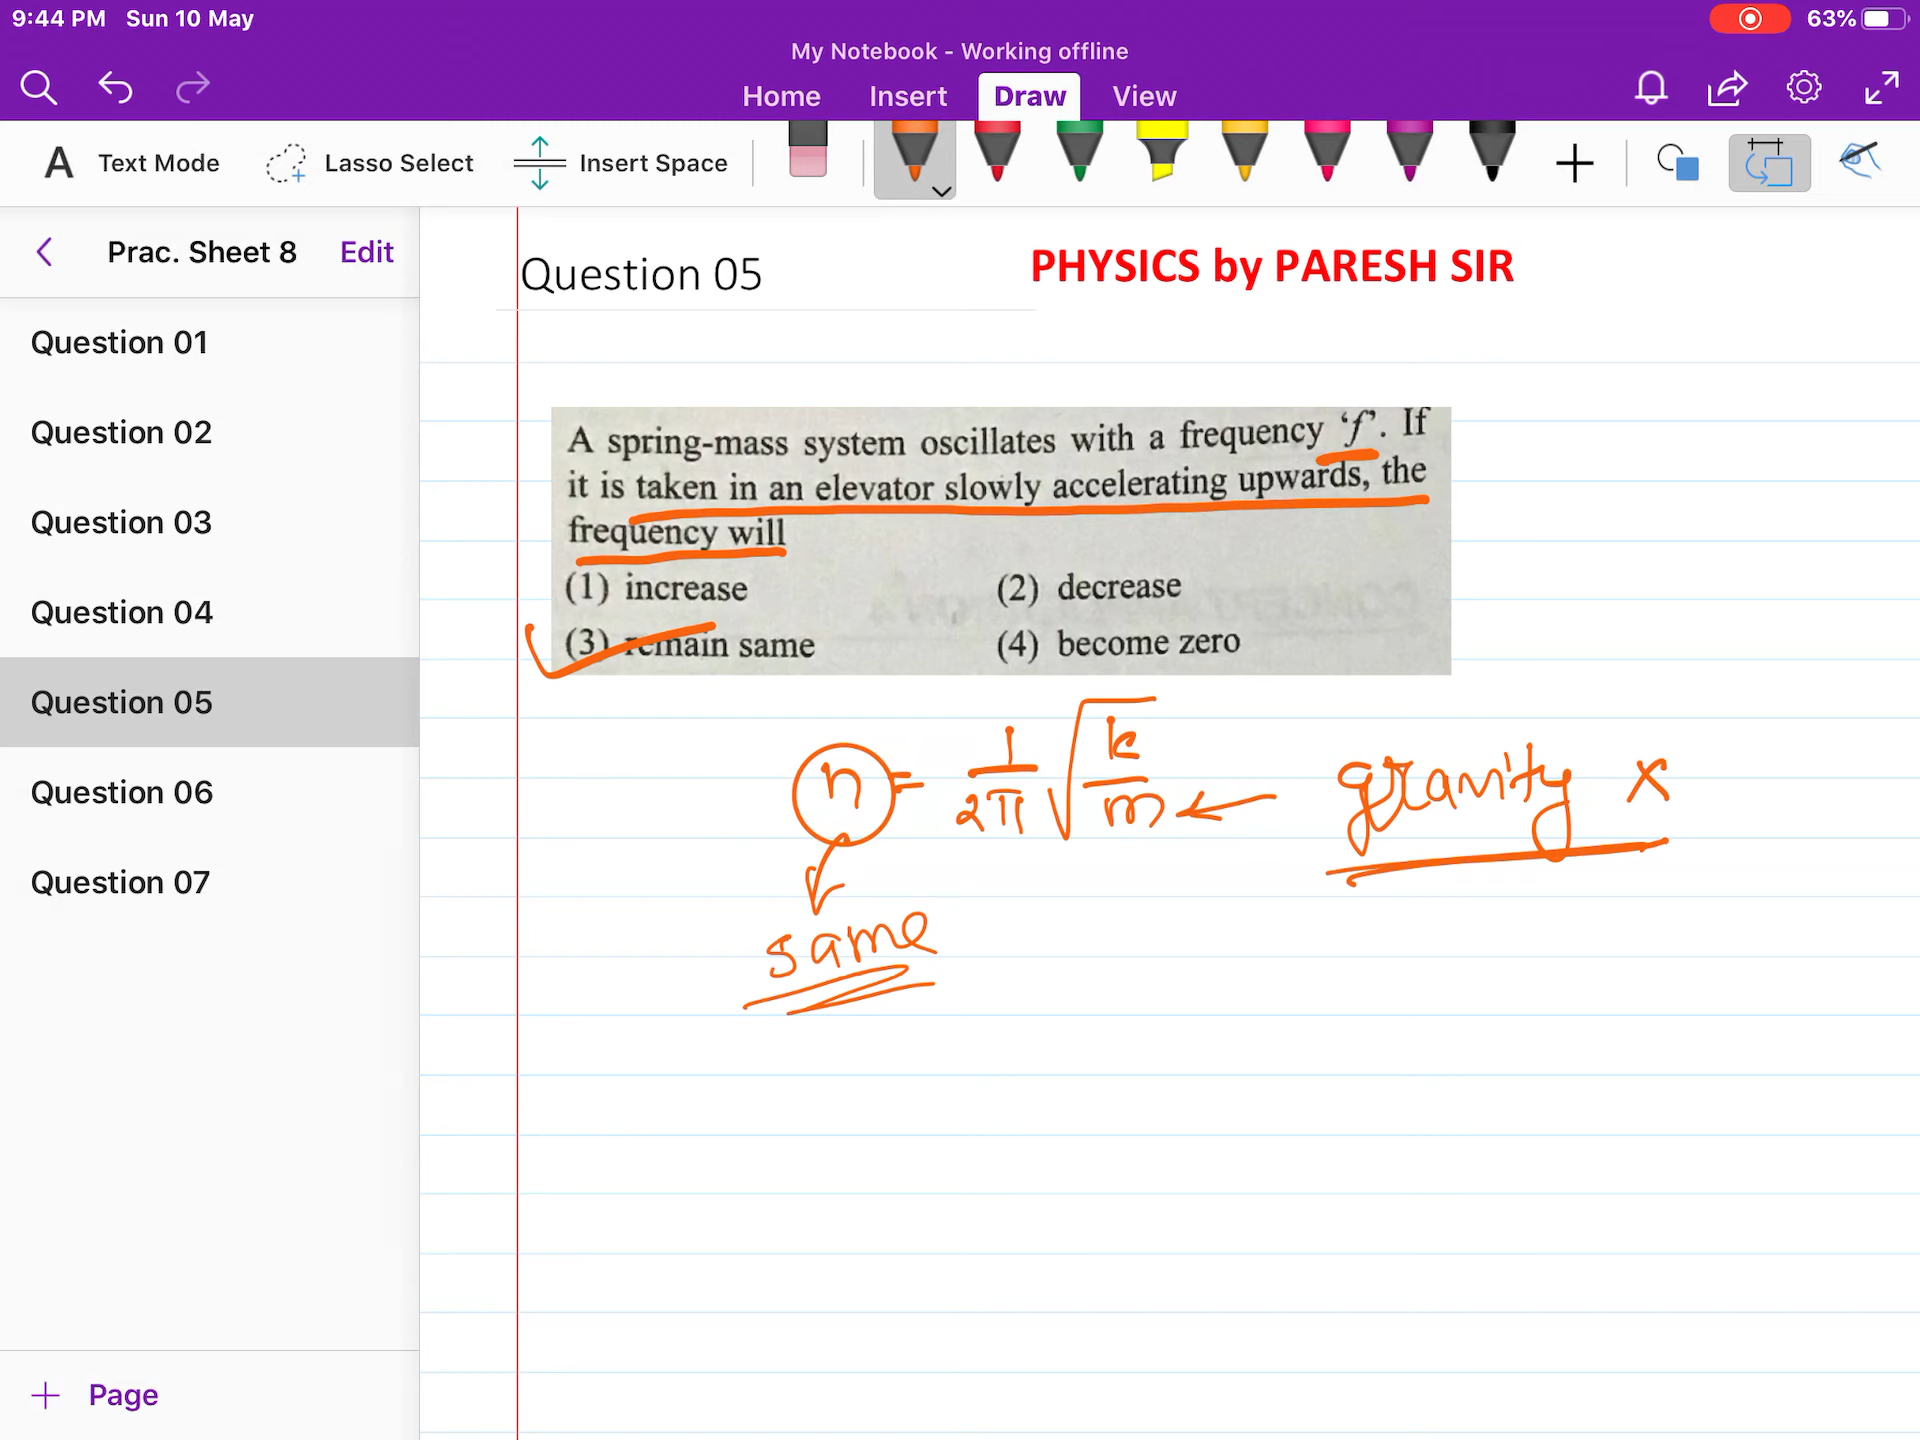 9:44 PM Sun 10 May
63%
My Notebook - Working offline
Home Insert Draw View
A Text Mode Lasso Select Insert Space
Prac. Sheet 8 Edit
Question 01
Question 02
Question 03
Question 04
Question 05
Question 06
Question 07
+ Page
Question 05
PHYSICS by PARESH SIR
A spring-mass system oscillates with a frequency ‘f’. If
it is taken in an elevator slowly accelerating upwards, the
frequency will
(1) increase (2) decrease
(3) remain same (4) become zero
n = 1/2π √k/m ← gravity ×
same